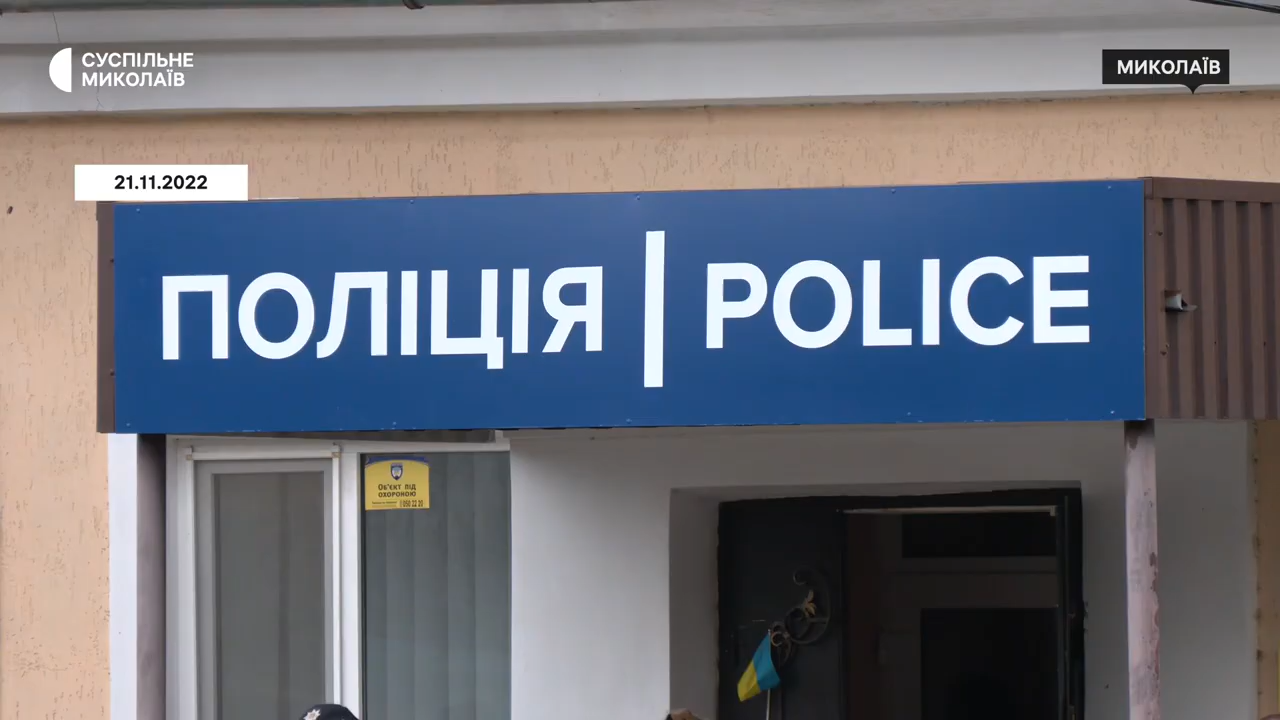 СУСПІЛЬНЕ
МИКОЛАЇВ
МИКОЛАЇВ
21.11.2022
ПОЛІЦІЯ | POLICE
ОБ'ЄКТ ПІД
ОХОРОНОЮ